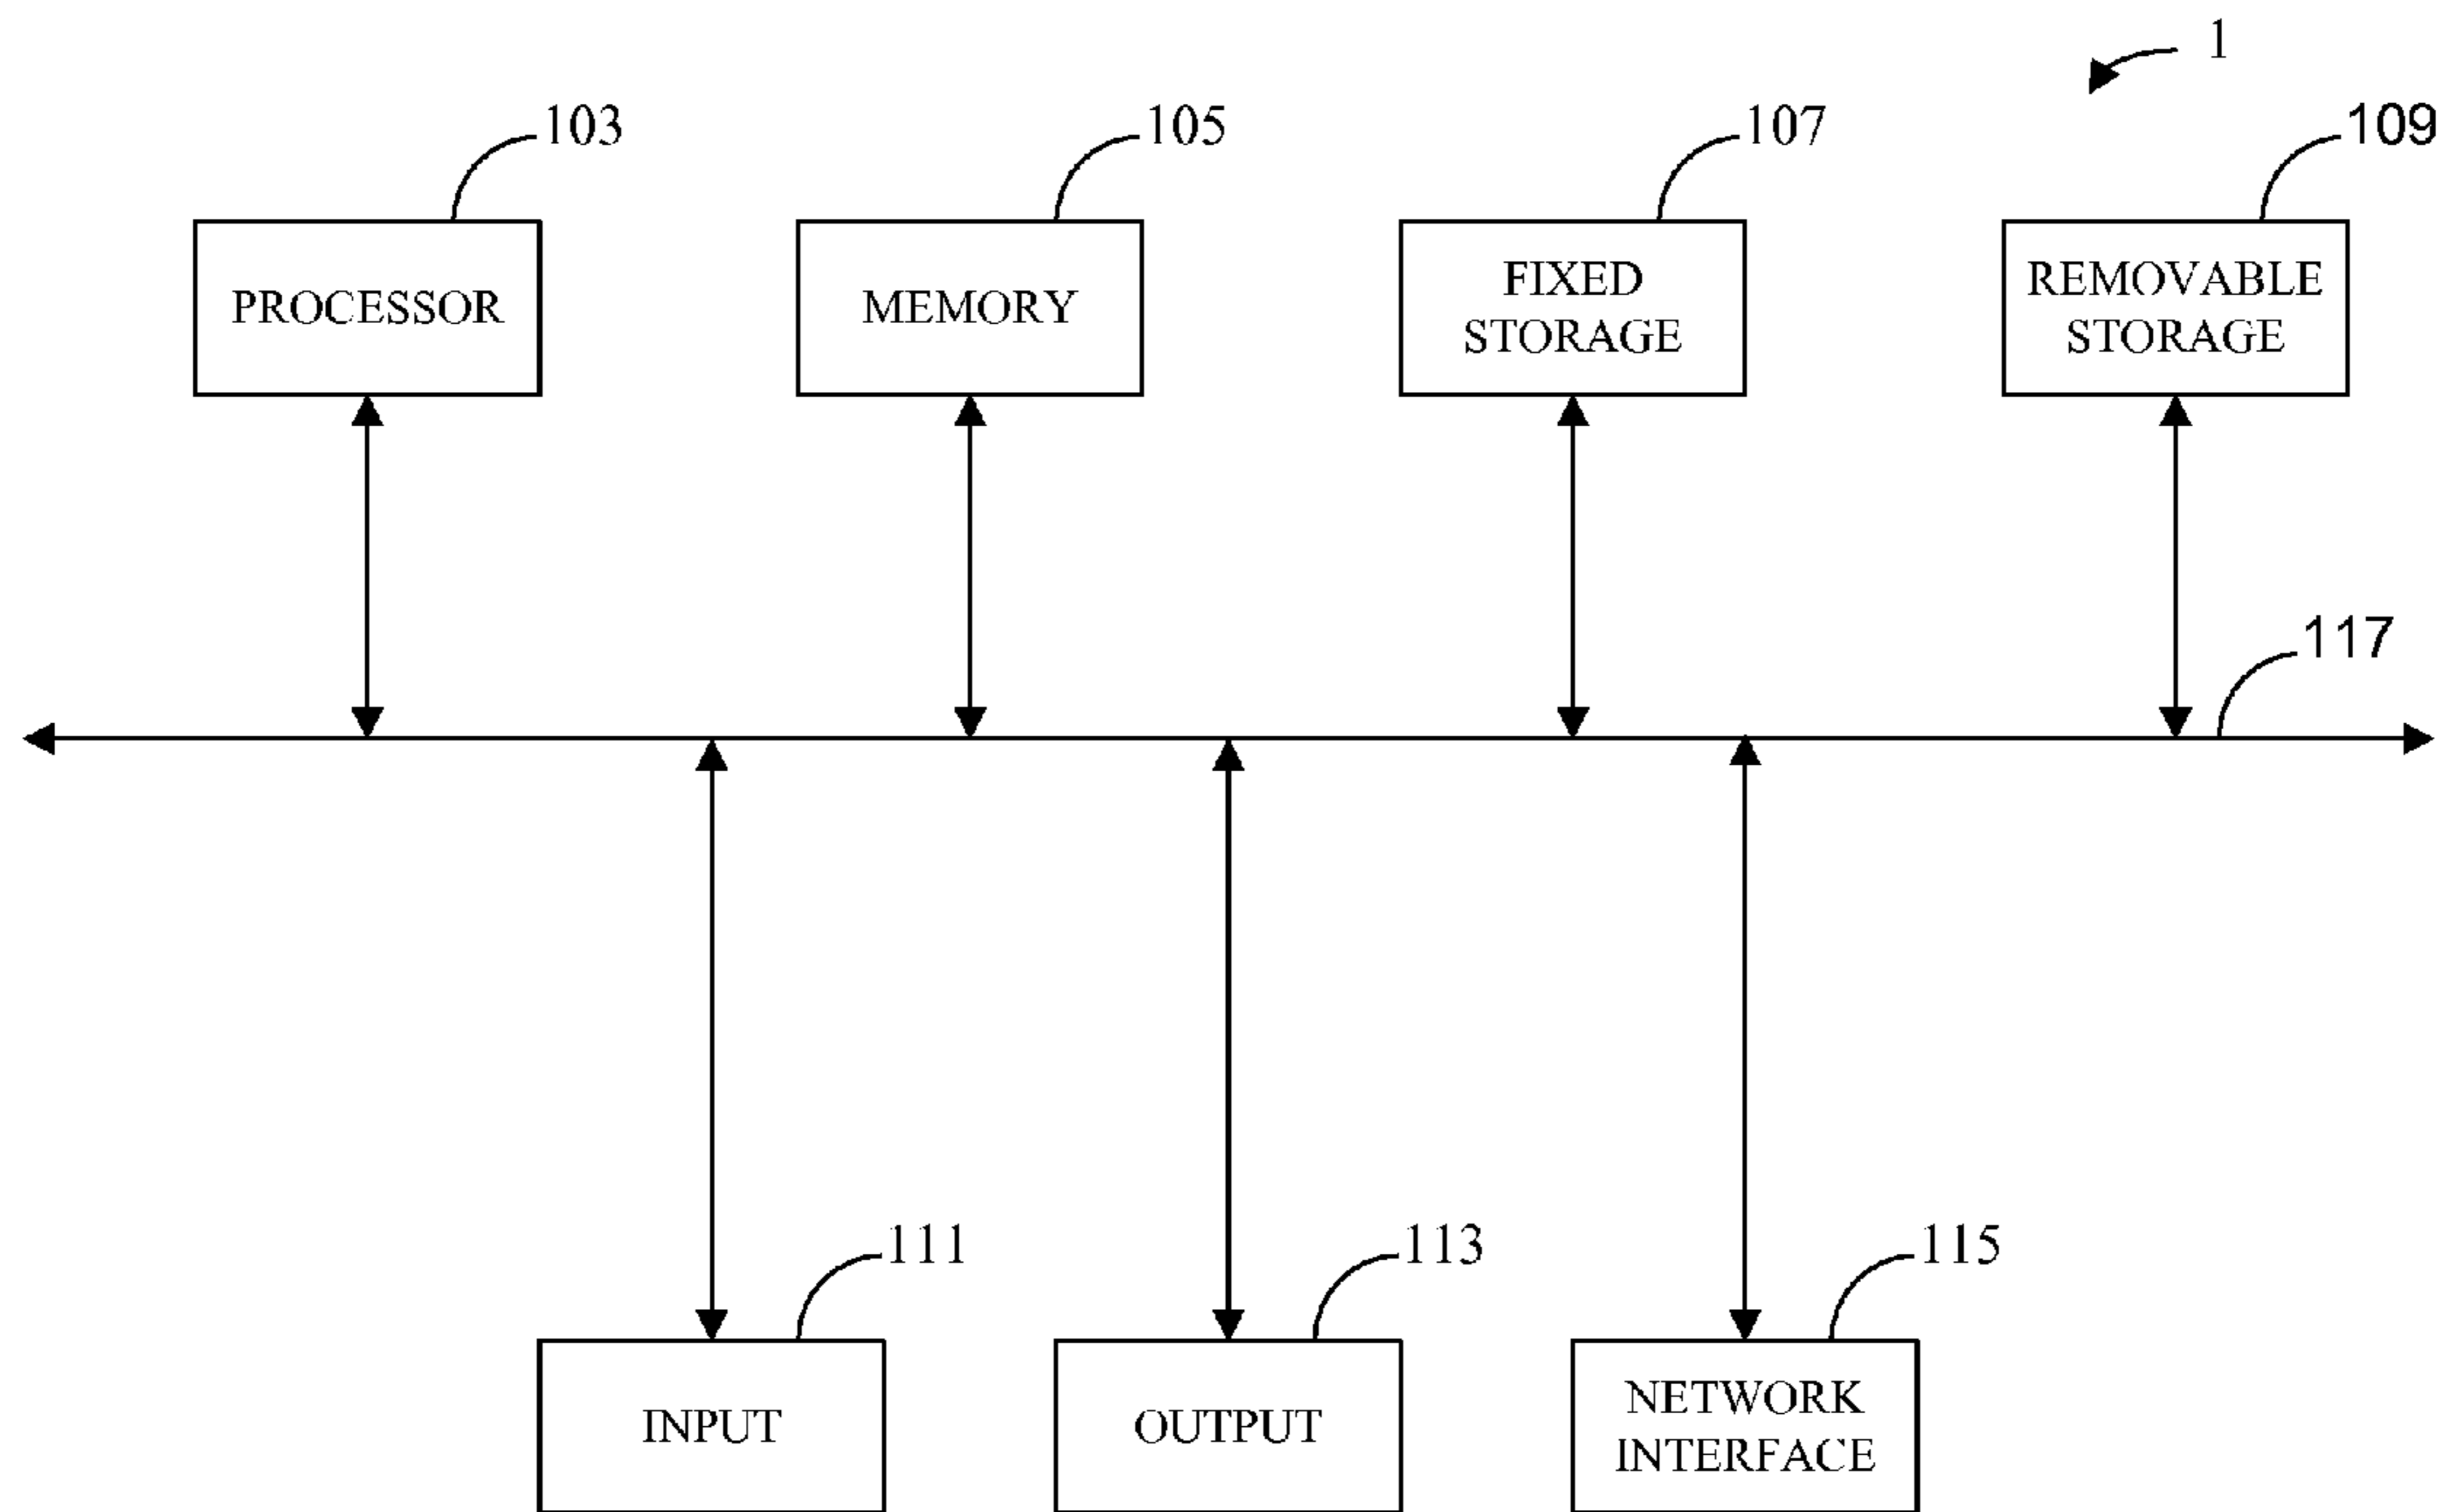 1
103
105
107
109
PROCESSOR
MEMORY
FIXED
STORAGE
REMOVABLE
STORAGE
117
111
113
115
INPUT
OUTPUT
NETWORK
INTERFACE